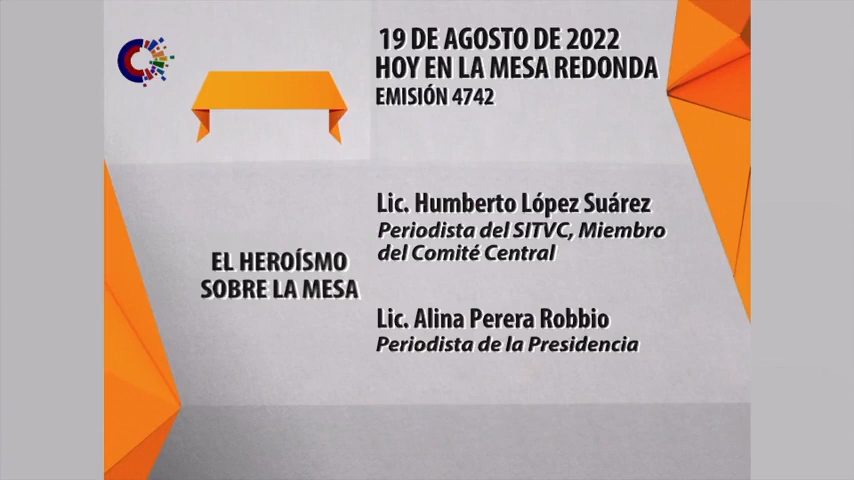 19 DE AGOSTO DE 2022
HOY EN LA MESA REDONDA
EMISIÓN 4742
EL HEROÍSMO
SOBRE LA MESA
Lic. Humberto López Suárez
Periodista del SITVC, Miembro
del Comité Central
Lic. Alina Perera Robbio
Periodista de la Presidencia